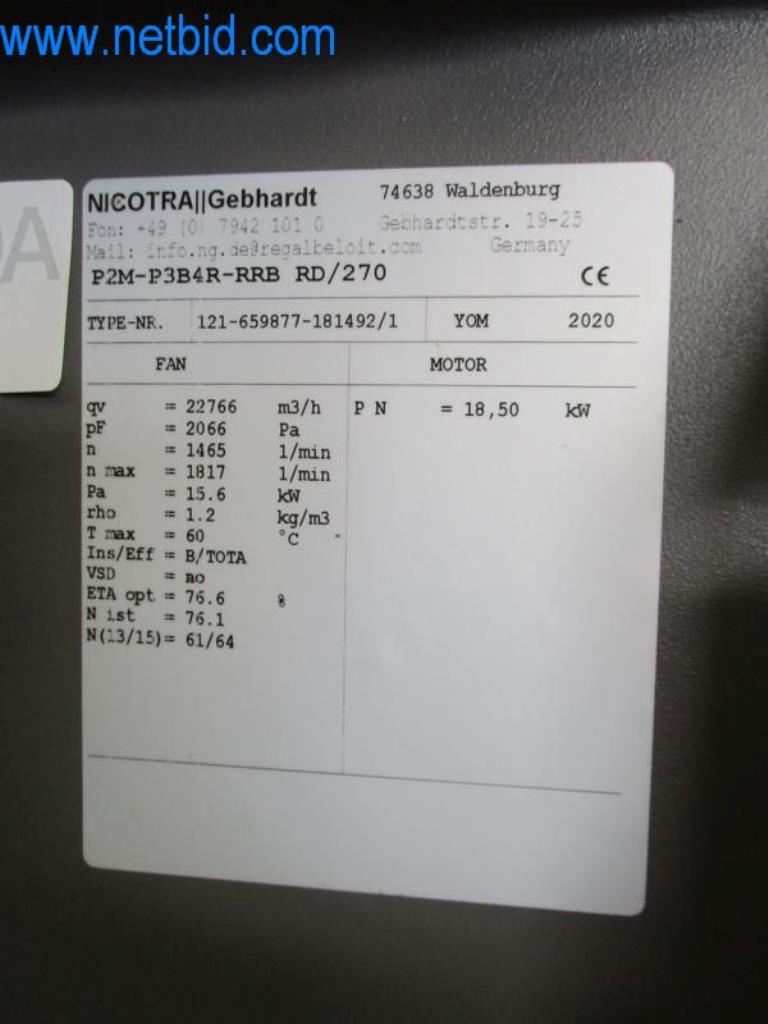 www.netbid.com
NICOTRA||Gebhardt 74638 Waldenburg
Fon: +49 (0) 7942 101 0 Gebhardtstr. 19-25
Mail: info.ng.de@regalbeloit.com Germany
P2M-P3B4R-RRB RD/270 CE
TYPE-NR. 121-659877-181492/1 YOM 2020
FAN MOTOR
qv = 22766 m3/h P N = 18,50 kW
pF = 2066 Pa
n = 1465 1/min
n max = 1817 1/min
Pa = 15.6 kW
rho = 1.2 kg/m3
T max = 60 °C
Ins/Eff = B/TOTA
VSD = no
ETA opt = 76.6 %
N ist = 76.1
N(13/15)= 61/64